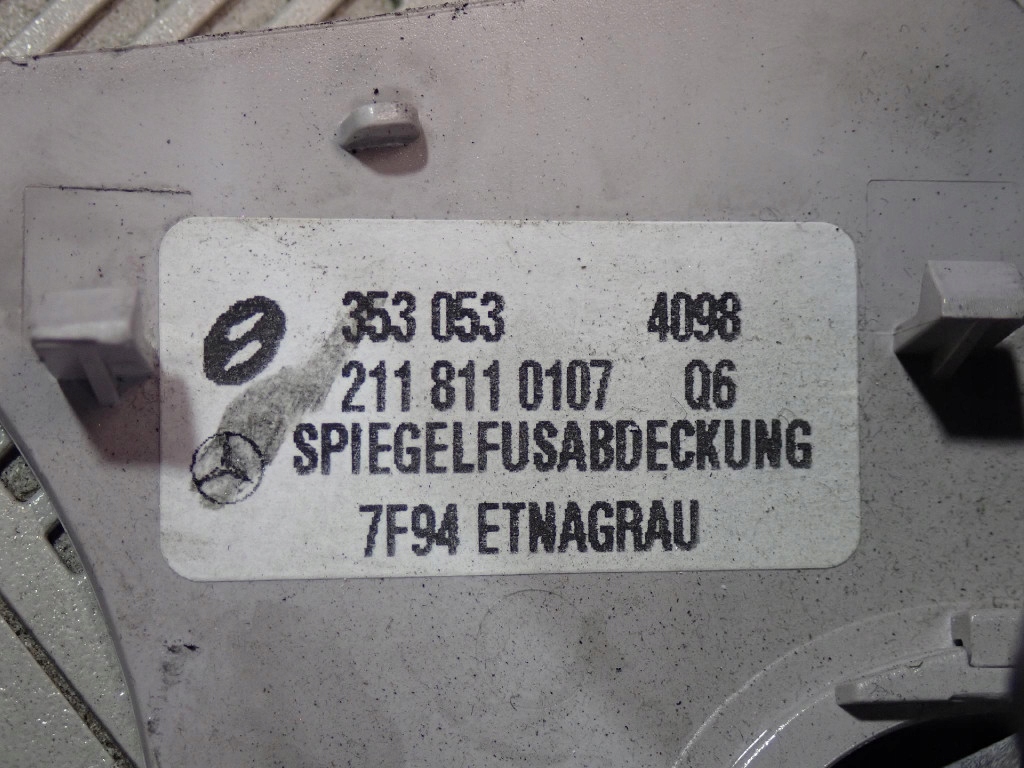 353 053 4098
211 811 0107 Q6
SPIEGELFUSABDECKUNG
7F94 ETNAGRAU